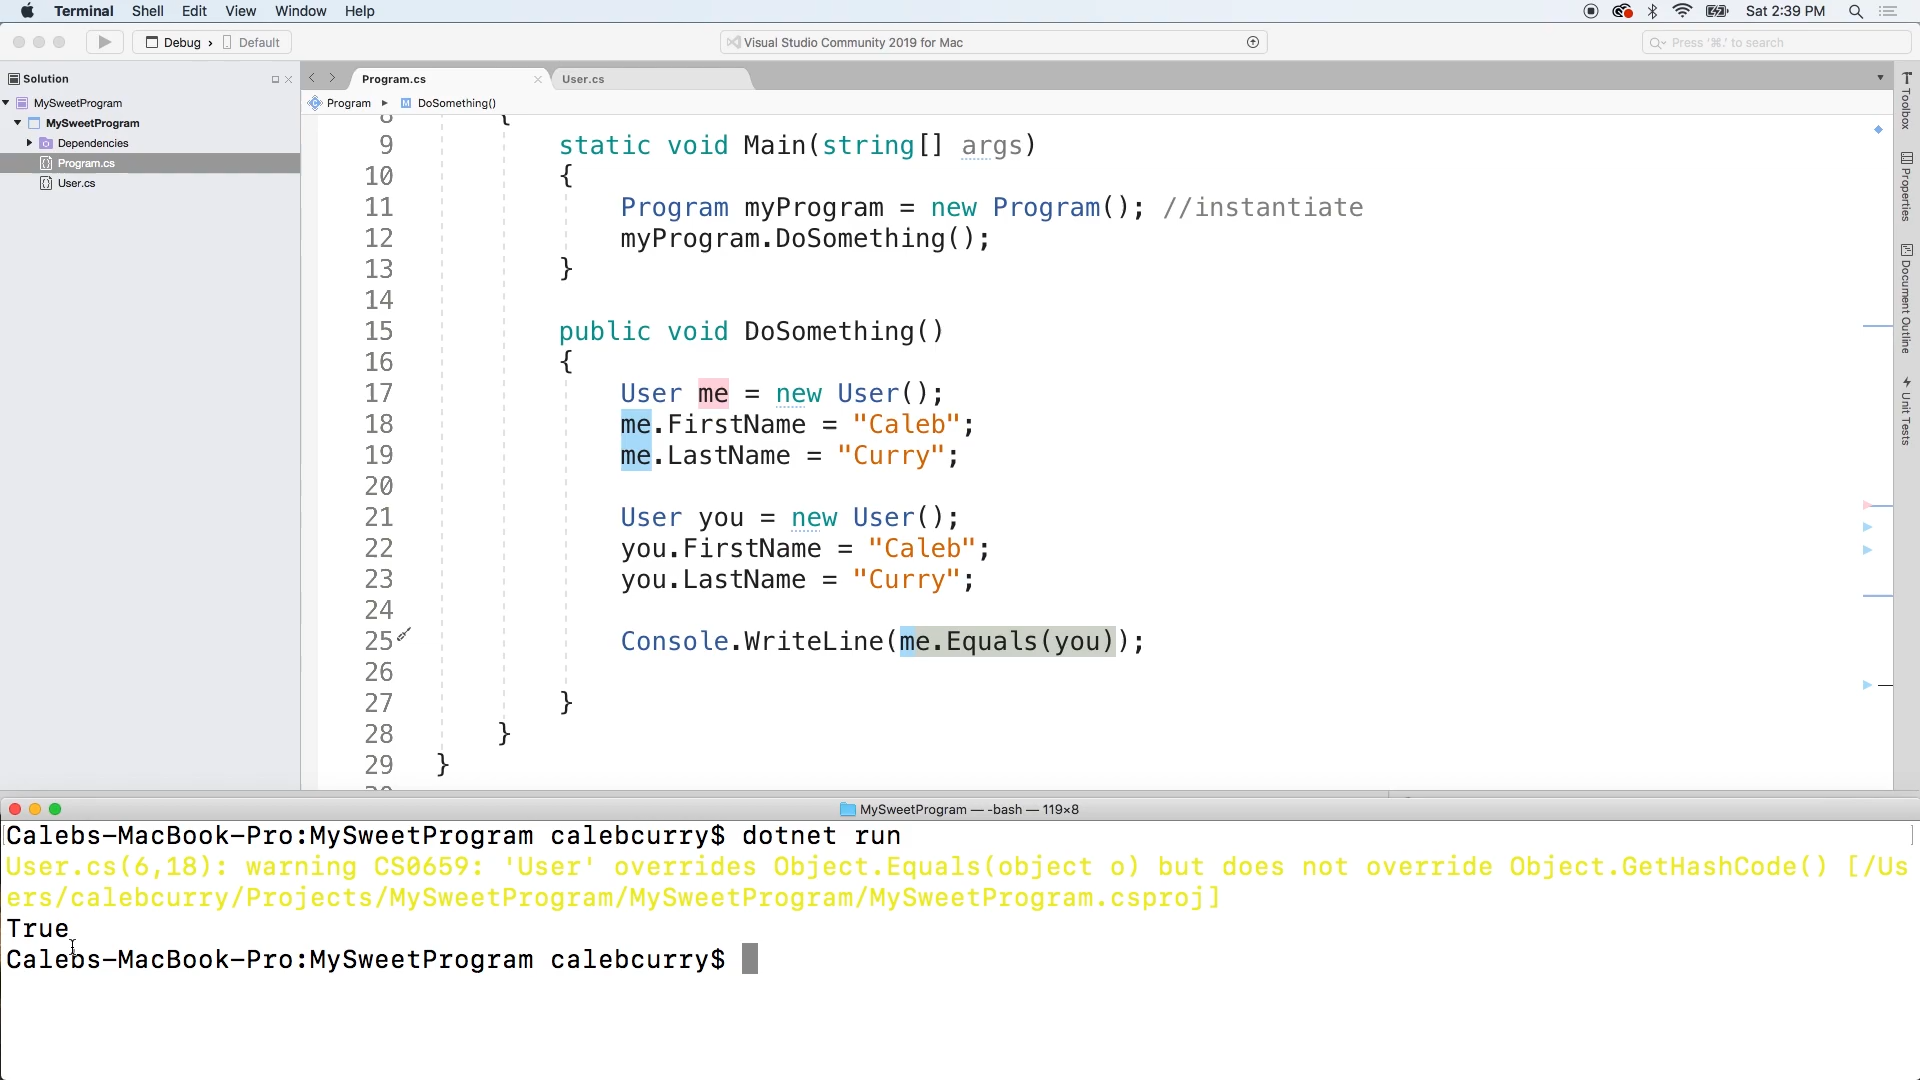 Terminal Shell Edit View Window Help Sat 2:39 PM
Debug › Default Visual Studio Community 2019 for Mac Press '⌘.' to search
Solution
MySweetProgram
MySweetProgram
Dependencies
Program.cs
User.cs
Program.cs User.cs
Program ▸ DoSomething()
8 {
9 static void Main(string[] args)
10 {
11 Program myProgram = new Program(); //instantiate
12 myProgram.DoSomething();
13 }
14
15 public void DoSomething()
16 {
17 User me = new User();
18 me.FirstName = "Caleb";
19 me.LastName = "Curry";
20
21 User you = new User();
22 you.FirstName = "Caleb";
23 you.LastName = "Curry";
24
25 Console.WriteLine(me.Equals(you));
26
27 }
28 }
29 }
Toolbox
Properties
Document Outline
Unit Tests
MySweetProgram — -bash — 119×8
Calebs-MacBook-Pro:MySweetProgram calebcurry$ dotnet run
User.cs(6,18): warning CS0659: 'User' overrides Object.Equals(object o) but does not override Object.GetHashCode() [/Us
ers/calebcurry/Projects/MySweetProgram/MySweetProgram/MySweetProgram.csproj]
True
Calebs-MacBook-Pro:MySweetProgram calebcurry$